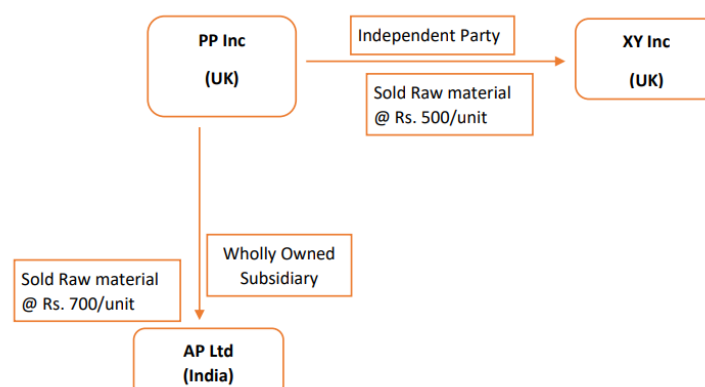 PP Inc
(UK)
Independent Party
XY Inc
(UK)
Sold Raw material
@ Rs. 500/unit
Wholly Owned
Subsidiary
Sold Raw material
@ Rs. 700/unit
AP Ltd
(India)